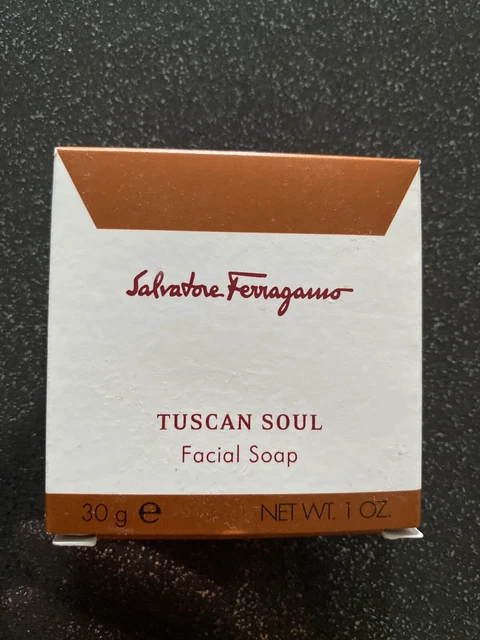 Salvatore Ferragamo
TUSCAN SOUL
Facial Soap
30 g ℮ NET WT. 1 OZ.